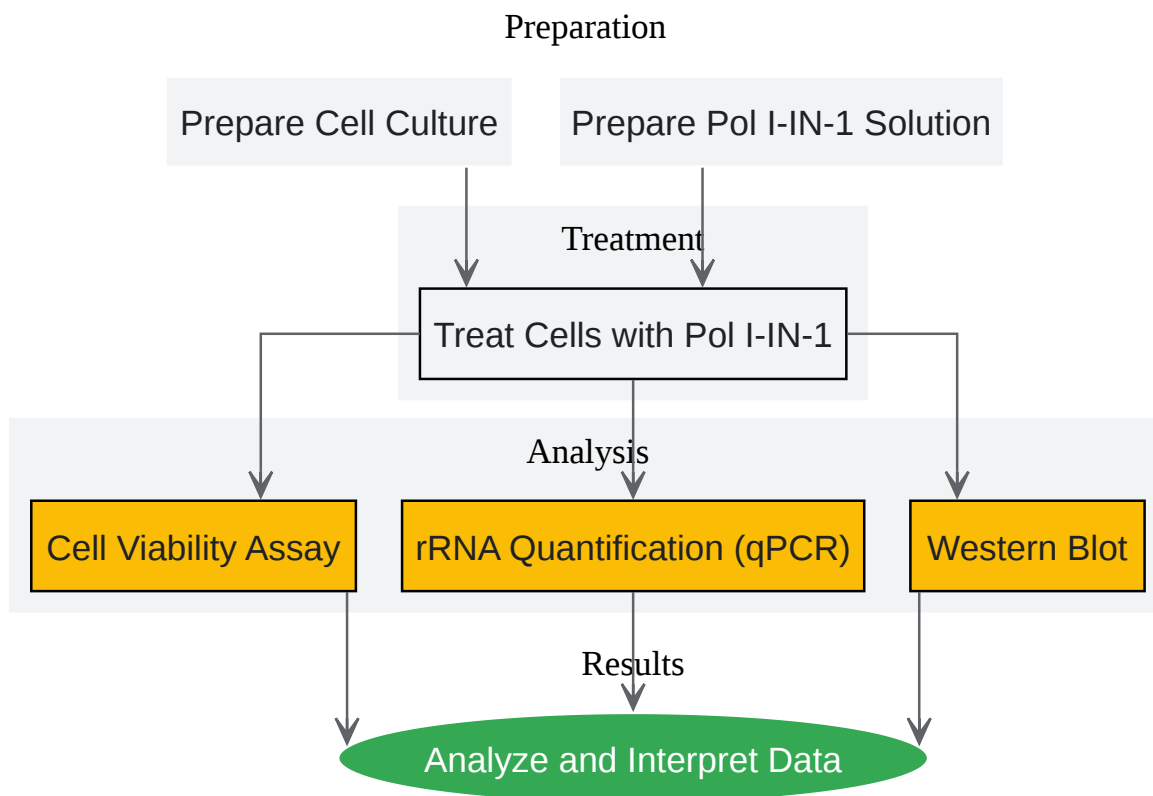 Preparation
Prepare Cell Culture
Prepare Pol I-IN-1 Solution
Treatment
Treat Cells with Pol I-IN-1
Analysis
Cell Viability Assay
rRNA Quantification (qPCR)
Western Blot
Results
Analyze and Interpret Data